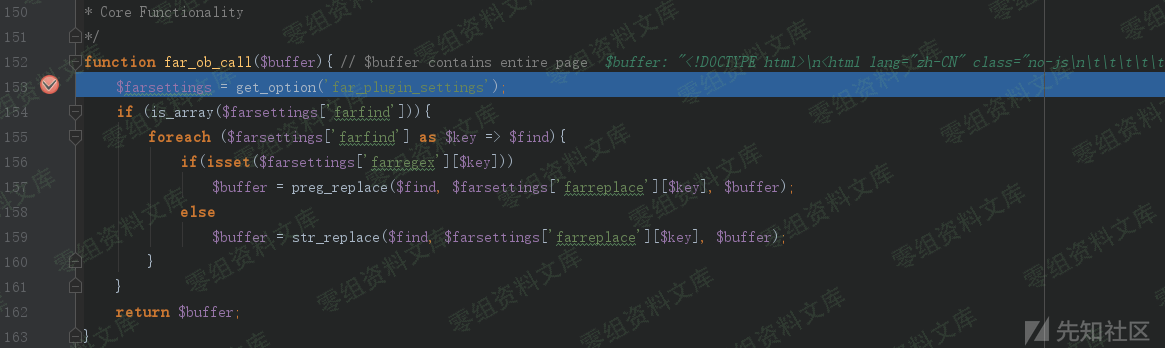 150 * Core Functionality
151 */
152 function far_ob_call($buffer){ // $buffer contains entire page $buffer: "<!DOCTYPE html>\n<html lang="zh-CN" class="no-js\n\t\t\t\t\t
153 $farsettings = get_option('far_plugin_settings');
154 if (is_array($farsettings['farfind'])){
155 foreach ($farsettings['farfind'] as $key => $find){
156 if(isset($farsettings['farregex'][$key]))
157 $buffer = preg_replace($find, $farsettings['farreplace'][$key], $buffer);
158 else
159 $buffer = str_replace($find, $farsettings['farreplace'][$key], $buffer);
160 }
161 }
162 return $buffer;
163 }
零组资料文库
先知社区